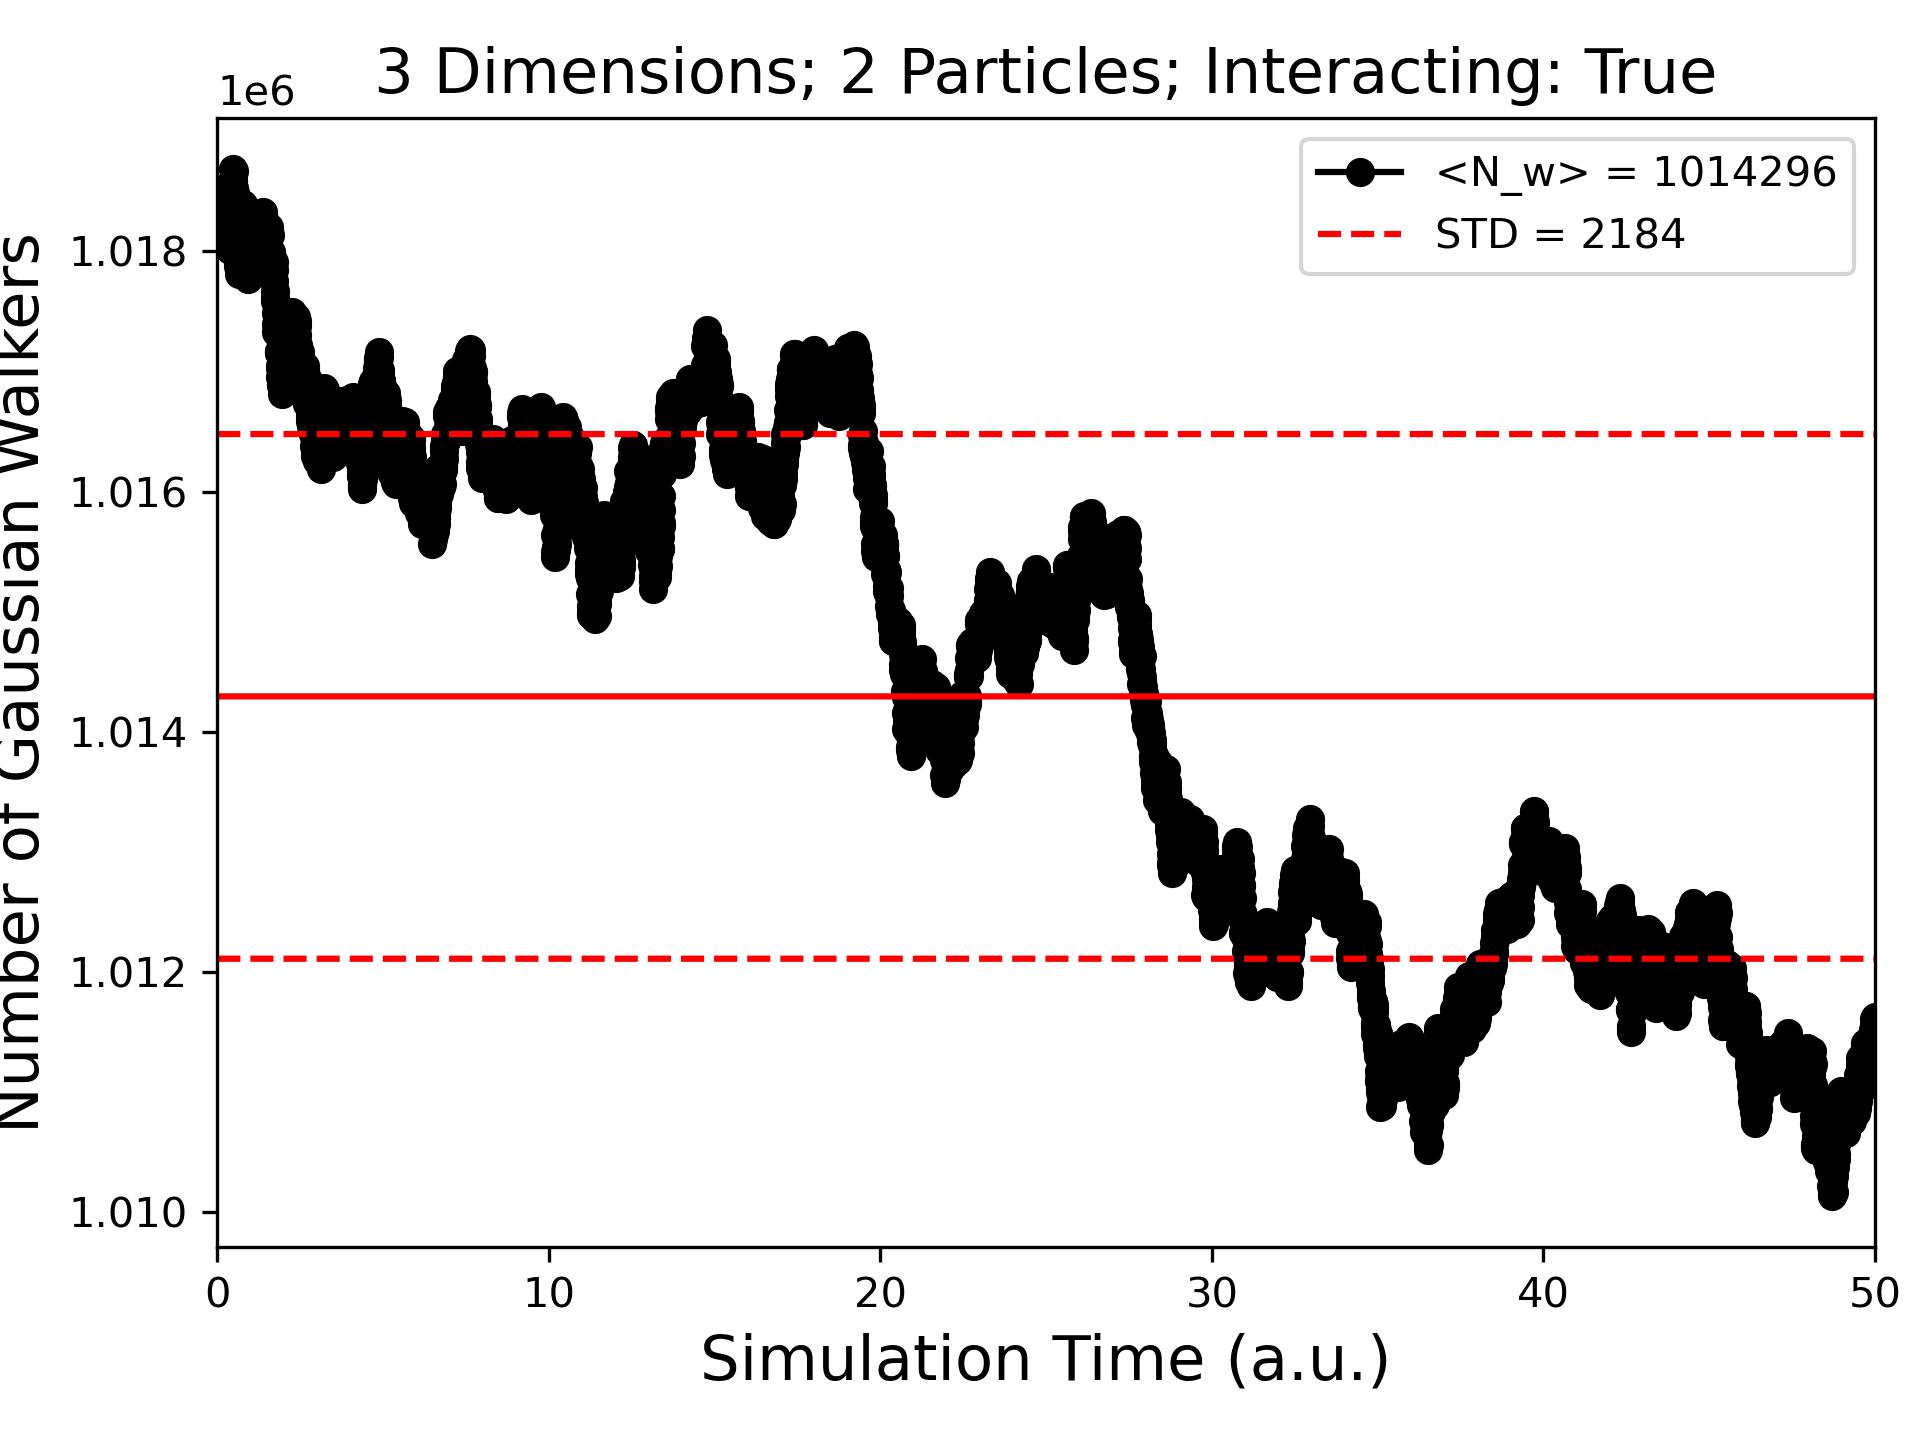 3 Dimensions; 2 Particles; Interacting: True
1e6
<N_w> = 1014296
STD = 2184
1.018
1.016
1.014
1.012
1.010
Number of Gaussian Walkers
0 10 20 30 40 50
Simulation Time (a.u.)